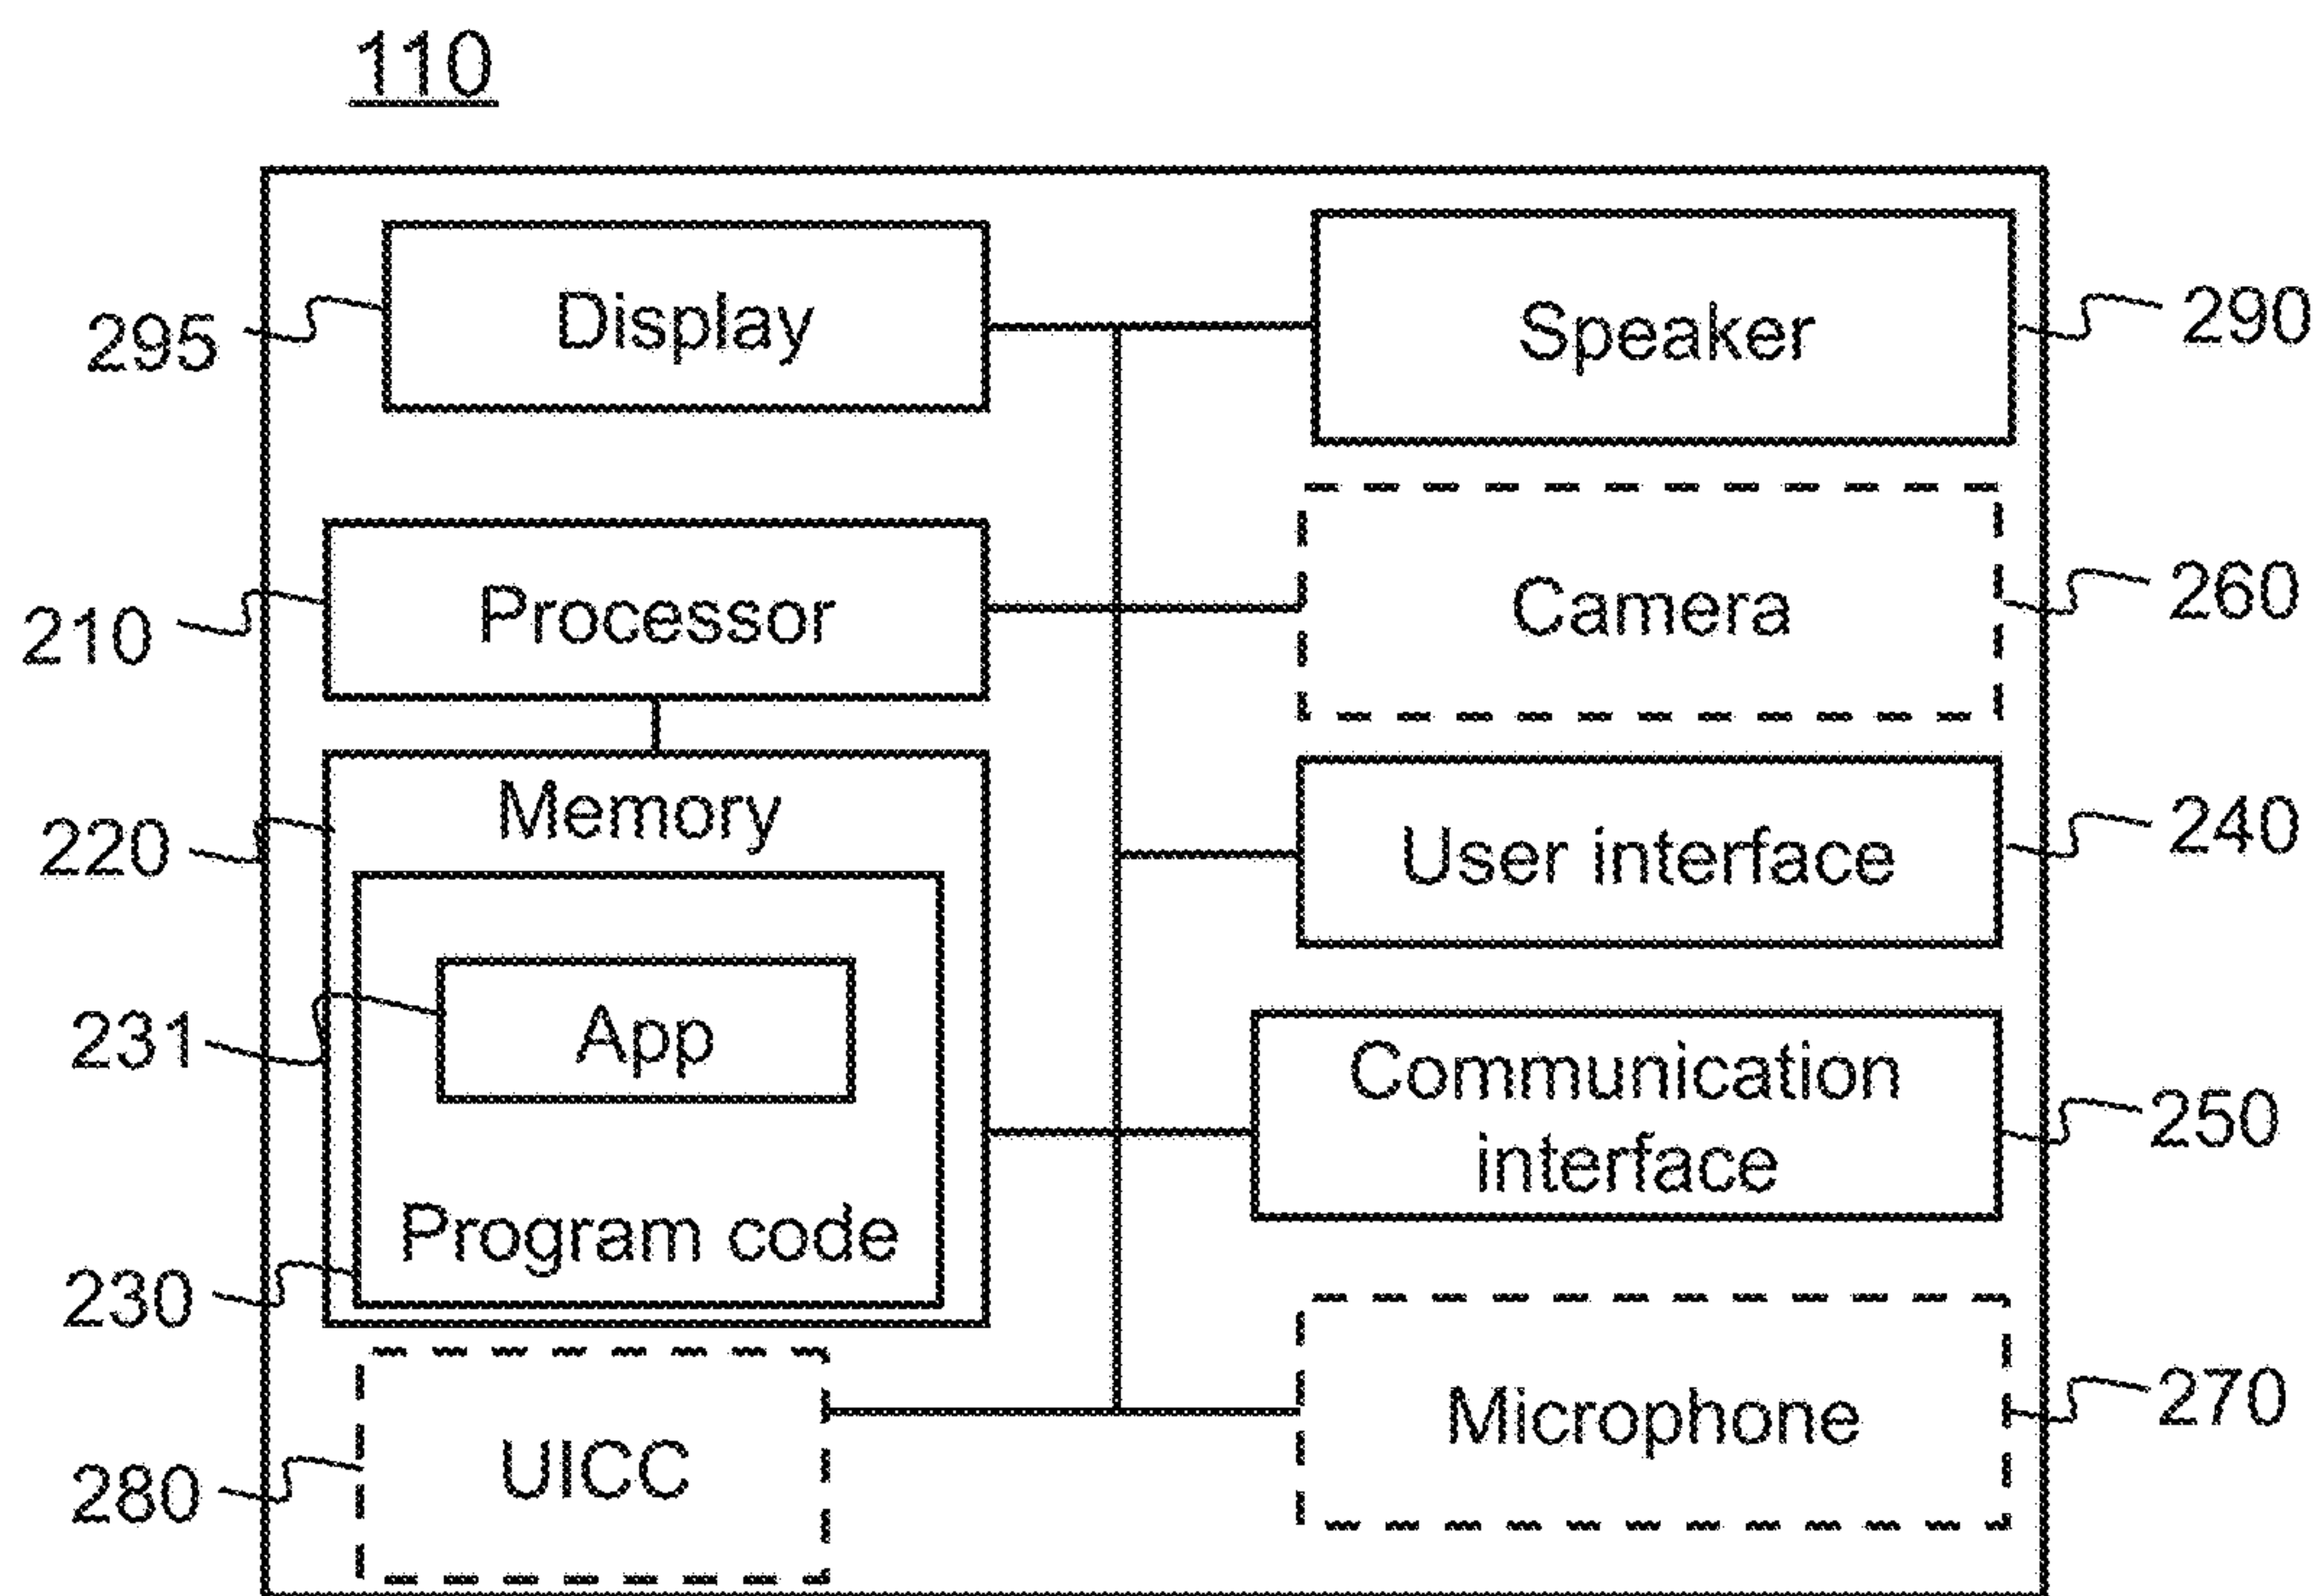 110
Display
295
Speaker
290
Processor
210
Camera
260
Memory
220
User interface
240
App
231
Communication
interface
250
Program code
230
UICC
280
Microphone
270